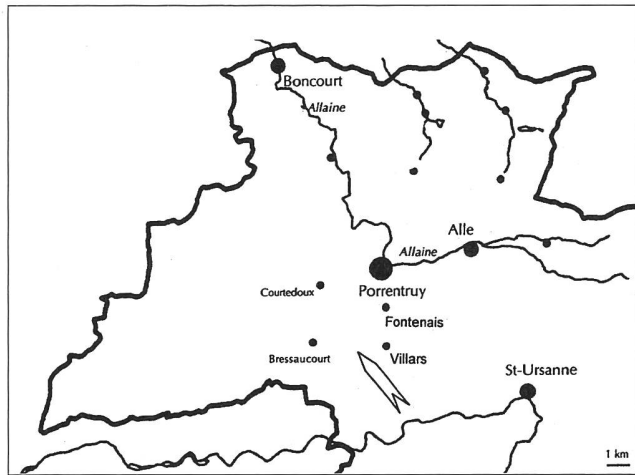 Boncourt
Allaine
Alle
Allaine
Porrentruy
Courtedoux
Fontenais
Bressaucourt
Villars
St-Ursanne
1 km